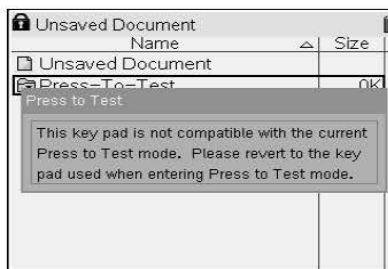 Unsaved Document
Name Size
Unsaved Document
Press-To-Test 0K
Press to Test
This key pad is not compatible with the current
Press to Test mode. Please revert to the key
pad used when entering Press to Test mode.